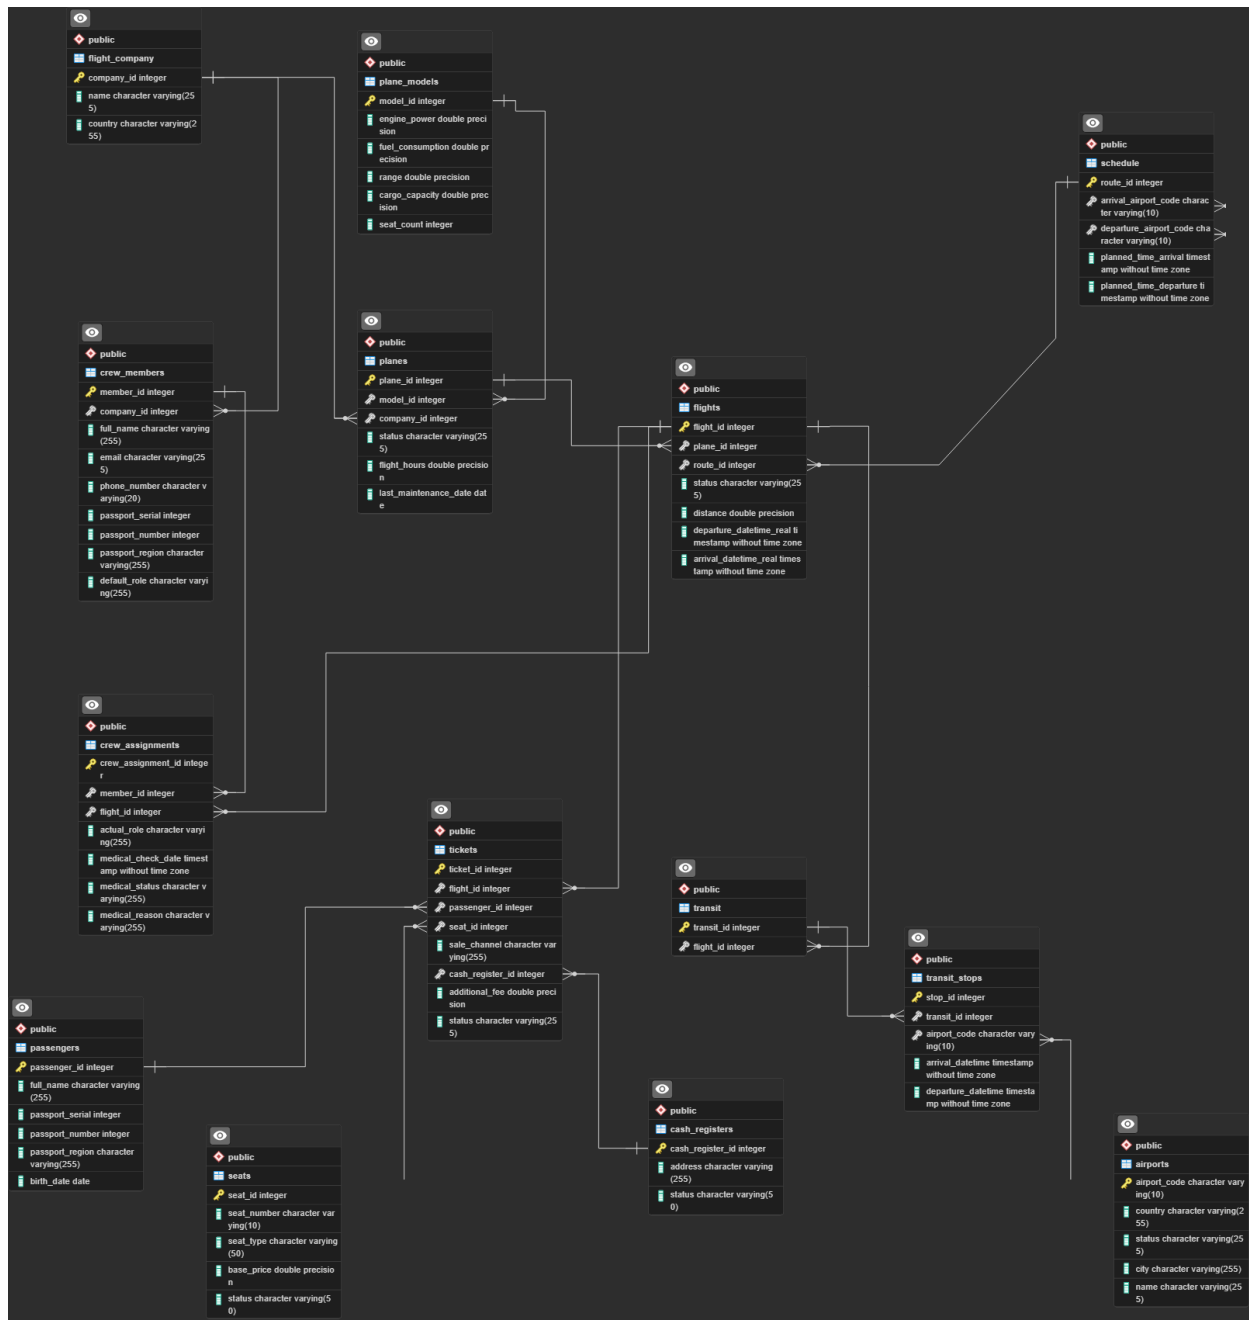 public
flight_company
company_id integer
name character varying(25
5)
country character varying(2
55)
public
plane_models
model_id integer
engine_power double preci
sion
fuel_consumption double pr
ecision
range double precision
cargo_capacity double prec
ision
seat_count integer
public
schedule
route_id integer
arrival_airport_code charac
ter varying(10)
departure_airport_code cha
racter varying(10)
planned_time_arrival timest
amp without time zone
planned_time_departure ti
mestamp without time zone
public
crew_members
member_id integer
company_id integer
full_name character varying
(255)
email character varying(25
5)
phone_number character v
arying(20)
passport_serial integer
passport_number integer
passport_region character
varying(255)
default_role character varyi
ng(255)
public
planes
plane_id integer
model_id integer
company_id integer
status character varying(25
5)
flight_hours double precisio
n
last_maintenance_date dat
e
public
flights
flight_id integer
plane_id integer
route_id integer
status character varying(25
5)
distance double precision
departure_datetime_real ti
mestamp without time zone
arrival_datetime_real times
tamp without time zone
public
crew_assignments
crew_assignment_id intege
r
member_id integer
flight_id integer
actual_role character varyi
ng(255)
medical_check_date timest
amp without time zone
medical_status character v
arying(255)
medical_reason character v
arying(255)
public
tickets
ticket_id integer
flight_id integer
passenger_id integer
seat_id integer
sale_channel character var
ying(255)
cash_register_id integer
additional_fee double preci
sion
status character varying(25
5)
public
transit
transit_id integer
flight_id integer
public
transit_stops
stop_id integer
transit_id integer
airport_code character vary
ing(10)
arrival_datetime timestamp
without time zone
departure_datetime timesta
mp without time zone
public
passengers
passenger_id integer
full_name character varying
(255)
passport_serial integer
passport_number integer
passport_region character
varying(255)
birth_date date
public
seats
seat_id integer
seat_number character var
ying(10)
seat_type character varying
(50)
base_price double precisio
n
status character varying(5
0)
public
cash_registers
cash_register_id integer
address character varying
(255)
status character varying(5
0)
public
airports
airport_code character vary
ing(10)
country character varying(2
55)
status character varying(25
5)
city character varying(255)
name character varying(25
5)